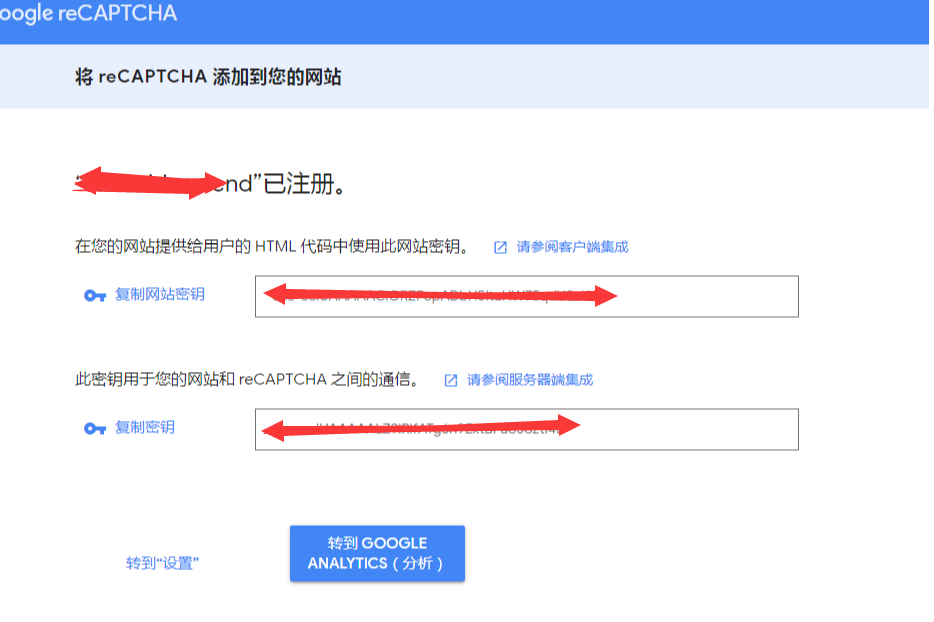 oogle reCAPTCHA
将 reCAPTCHA 添加到您的网站
end”已注册。
在您的网站提供给用户的 HTML 代码中使用此网站密钥。 请参阅客户端集成
复制网站密钥
此密钥用于您的网站和 reCAPTCHA 之间的通信。 请参阅服务器端集成
复制密钥
转到“设置”
转到 GOOGLE
ANALYTICS（分析）